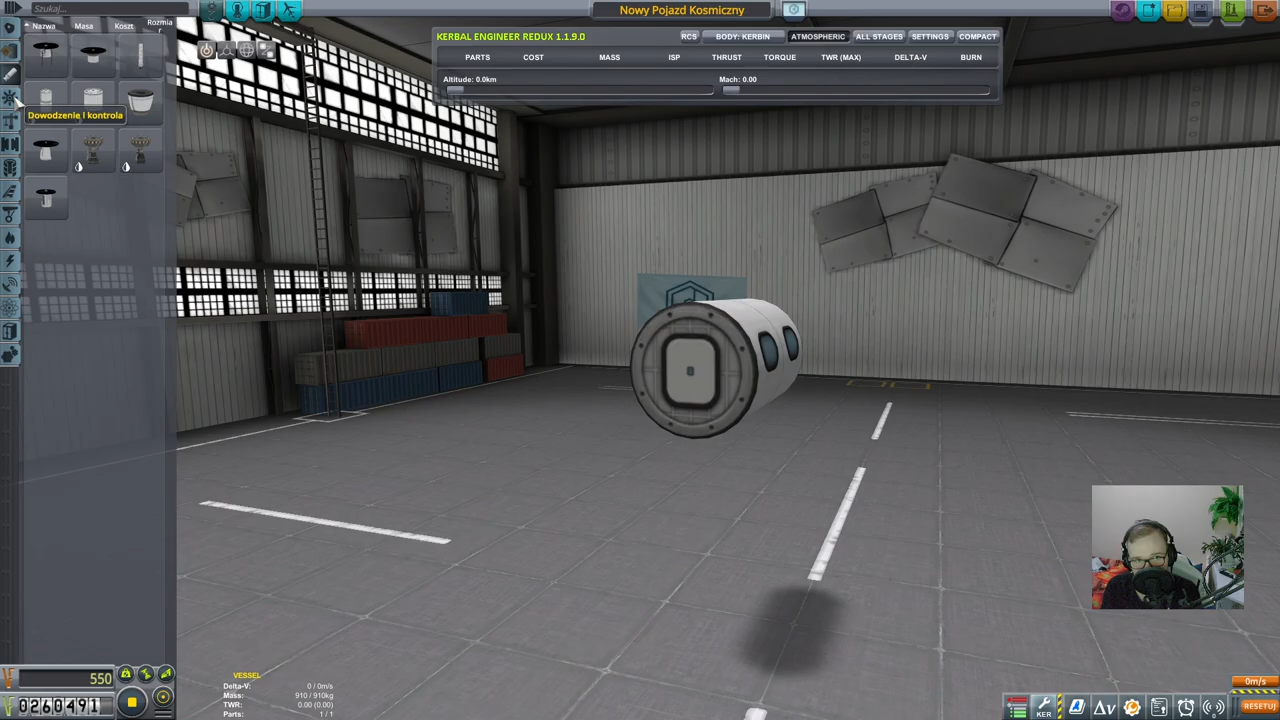 Szukaj...
Nowy Pojazd Kosmiczny
Nazwa Masa Koszt Rozmiar
KERBAL ENGINEER REDUX 1.1.9.0 RCS BODY: KERBIN ATMOSPHERIC ALL STAGES SETTINGS COMPACT
PARTS COST MASS ISP THRUST TORQUE TWR (MAX) DELTA-V BURN
Altitude: 0.0km Mach: 0.00
Dowodzenie i kontrola
550
0260491
VESSEL
Delta-V: 0 / 0m/s
Mass: 910 / 910kg
TWR: 0.00 (0.00)
Parts: 1 / 1
0m/s
KER
Δv
RESETUJ